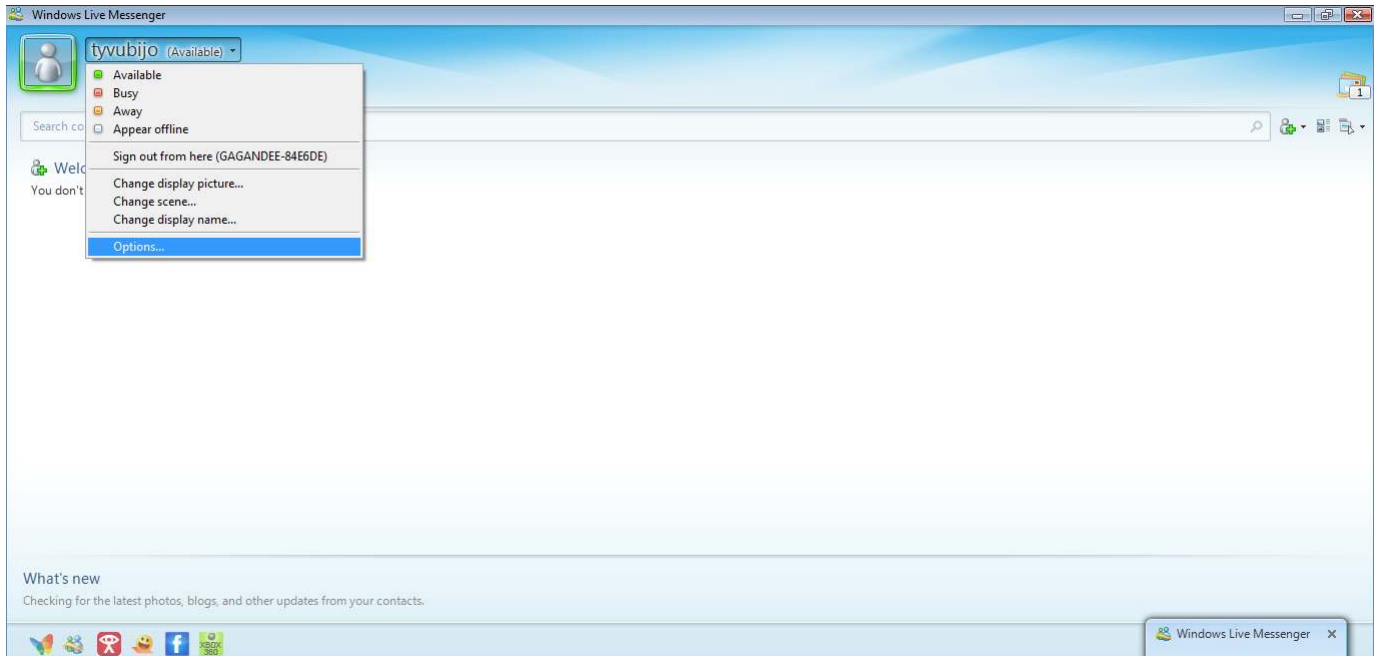 Windows Live Messenger
tyvubijo (Available)
1
Available
Busy
Away
Appear offline
Search co
Sign out from here (GAGANDEE-84E6DE)
Welc
You don't
Change display picture...
Change scene...
Change display name...
Options...
What's new
Checking for the latest photos, blogs, and other updates from your contacts.
f
XBOX
360
Windows Live Messenger